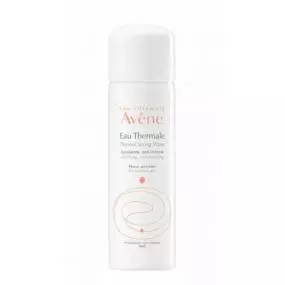 EAU THERMALE
Avène
Eau Thermale
Thermal Spring Water
Apaisante, anti-irritante
Soothing, anti-irritating
Peaux sensibles
For sensitive skin